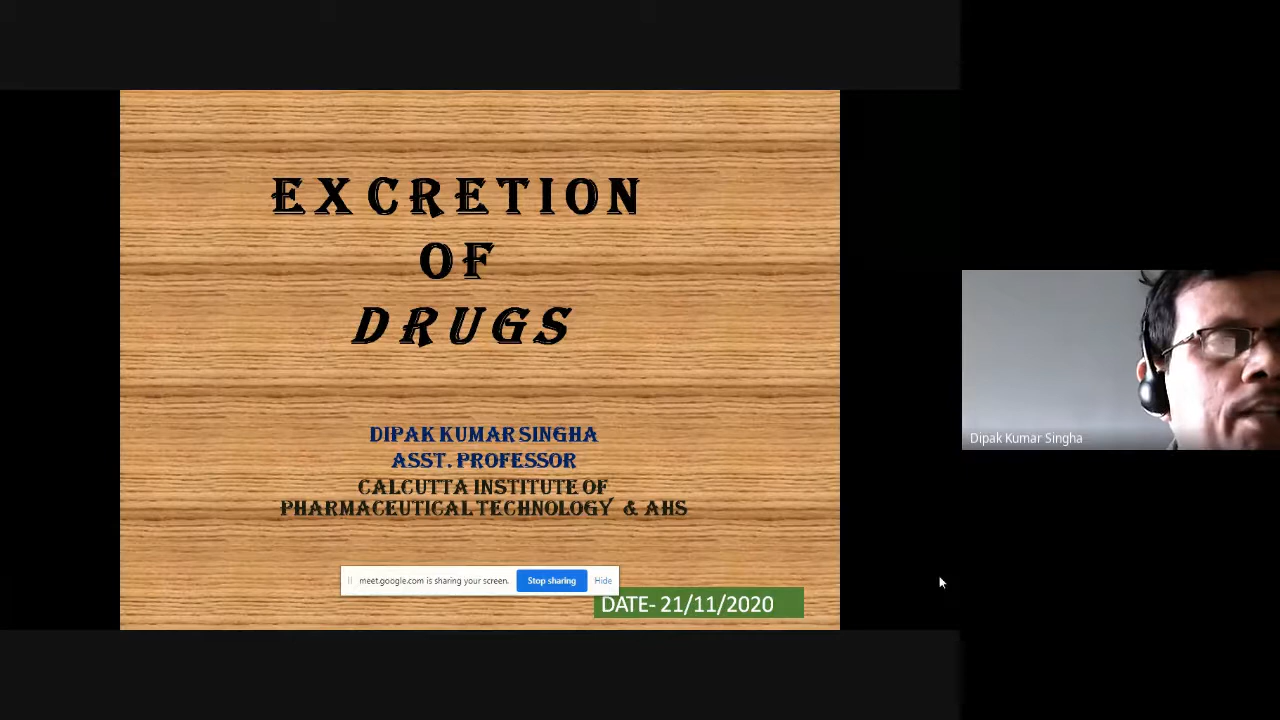 EXCRETION
OF
DRUGS
DIPAK KUMAR SINGHA
ASST. PROFESSOR
CALCUTTA INSTITUTE OF
PHARMACEUTICAL TECHNOLOGY & AHS
meet.google.com is sharing your screen. Stop sharing Hide
DATE- 21/11/2020
Dipak Kumar Singha